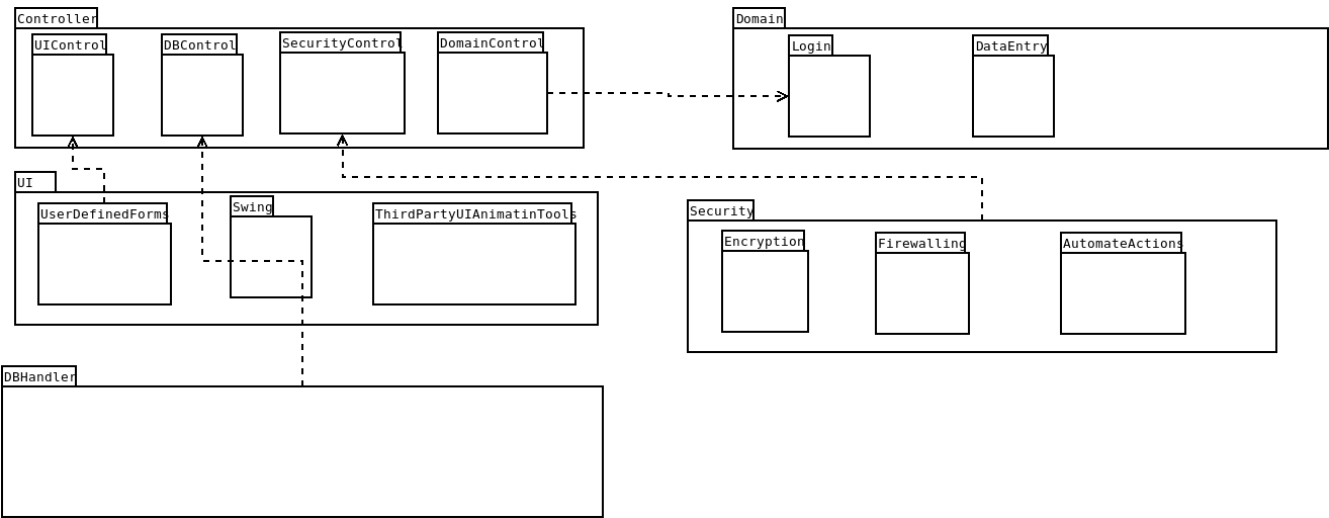 Controller
UIControl
DBControl
SecurityControl
DomainControl
Domain
Login
DataEntry
UI
UserDefinedForms
Swing
ThirdPartyUIAnimatinTools
Security
Encryption
Firewalling
AutomateActions
DBHandler